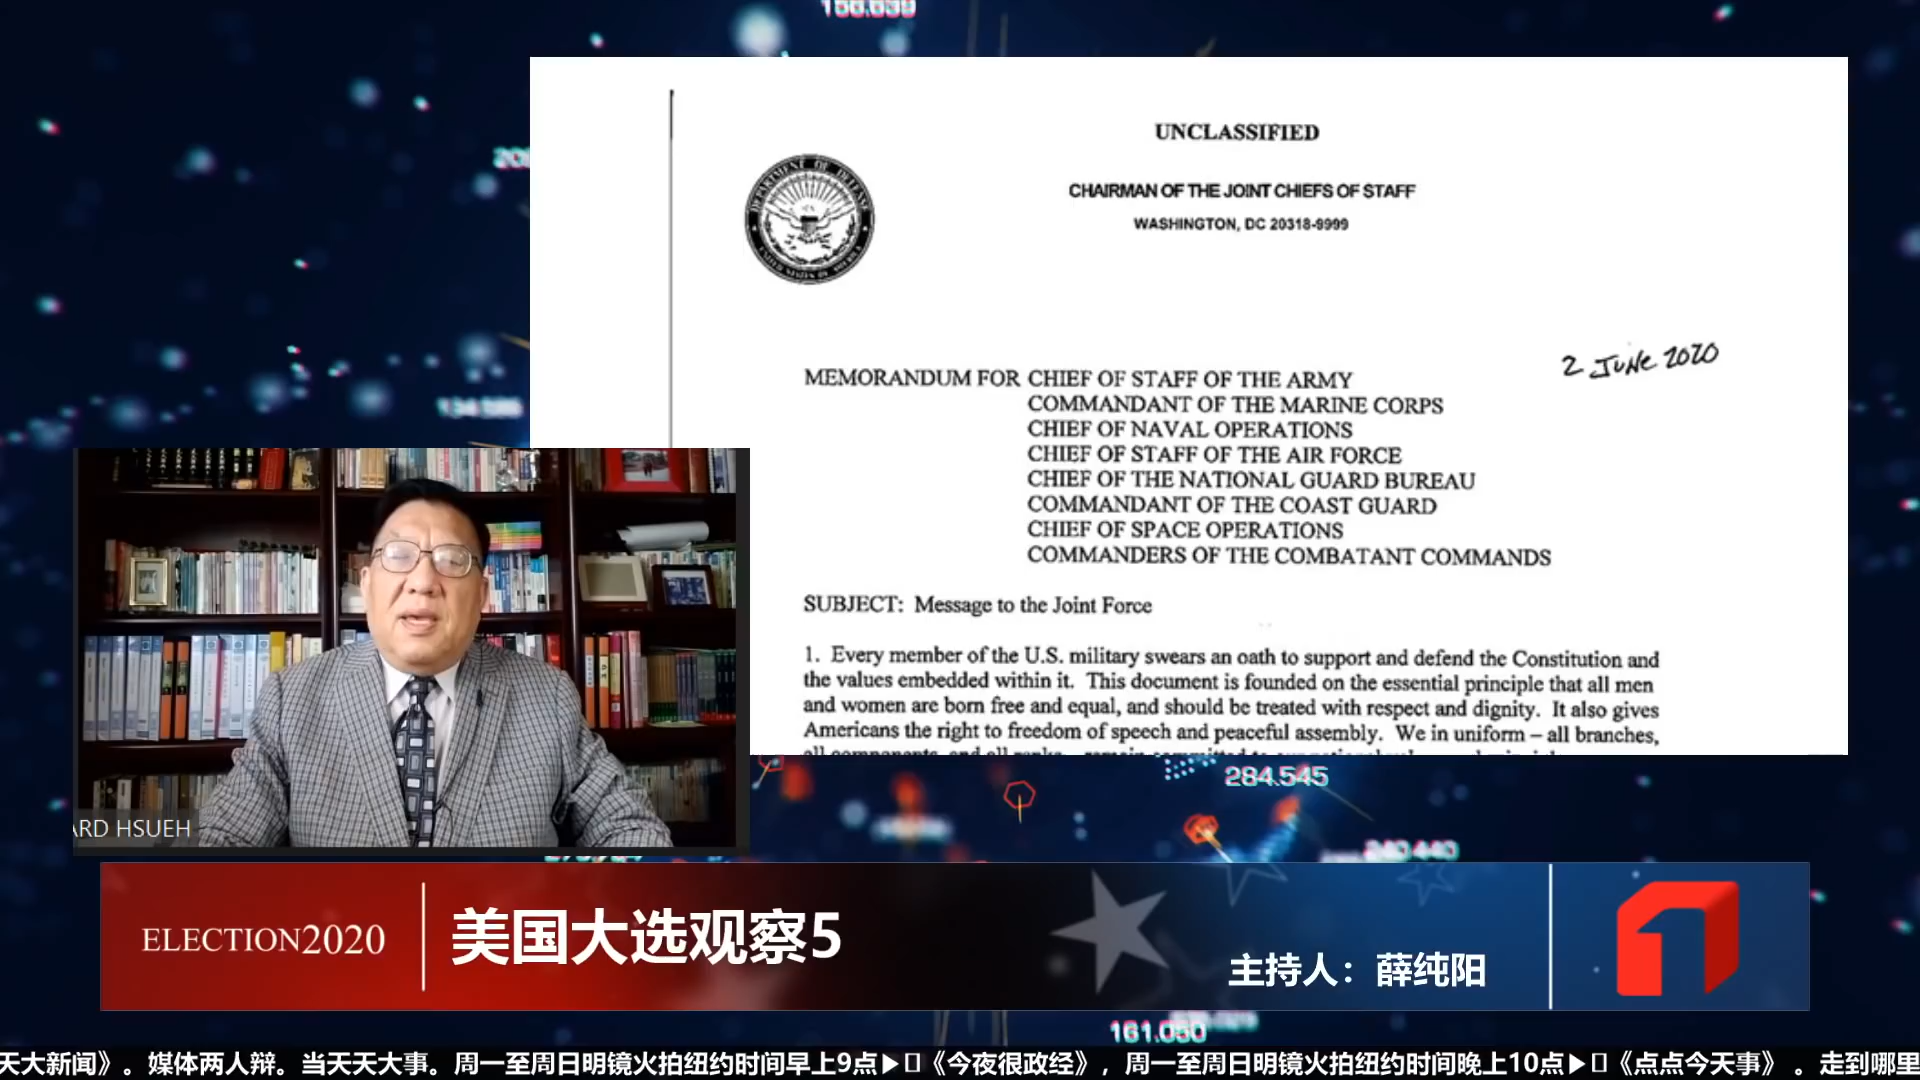 UNCLASSIFIED
CHAIRMAN OF THE JOINT CHIEFS OF STAFF
WASHINGTON, DC 20318-9999
2 JUNE 2020
MEMORANDUM FOR CHIEF OF STAFF OF THE ARMY
COMMANDANT OF THE MARINE CORPS
CHIEF OF NAVAL OPERATIONS
CHIEF OF STAFF OF THE AIR FORCE
CHIEF OF THE NATIONAL GUARD BUREAU
COMMANDANT OF THE COAST GUARD
CHIEF OF SPACE OPERATIONS
COMMANDERS OF THE COMBATANT COMMANDS
SUBJECT: Message to the Joint Force
1. Every member of the U.S. military swears an oath to support and defend the Constitution and
the values embedded within it. This document is founded on the essential principle that all men
and women are born free and equal, and should be treated with respect and dignity. It also gives
Americans the right to freedom of speech and peaceful assembly. We in uniform – all branches,
ARD HSUEH
284.545
ELECTION2020
美国大选观察5
主持人：薛纯阳
161.050
天大新闻》。媒体两人辩。当天天大事。周一至周日明镜火拍纽约时间早上9点▶《今夜很政经》，周一至周日明镜火拍纽约时间晚上10点▶《点点今天事》。走到哪里